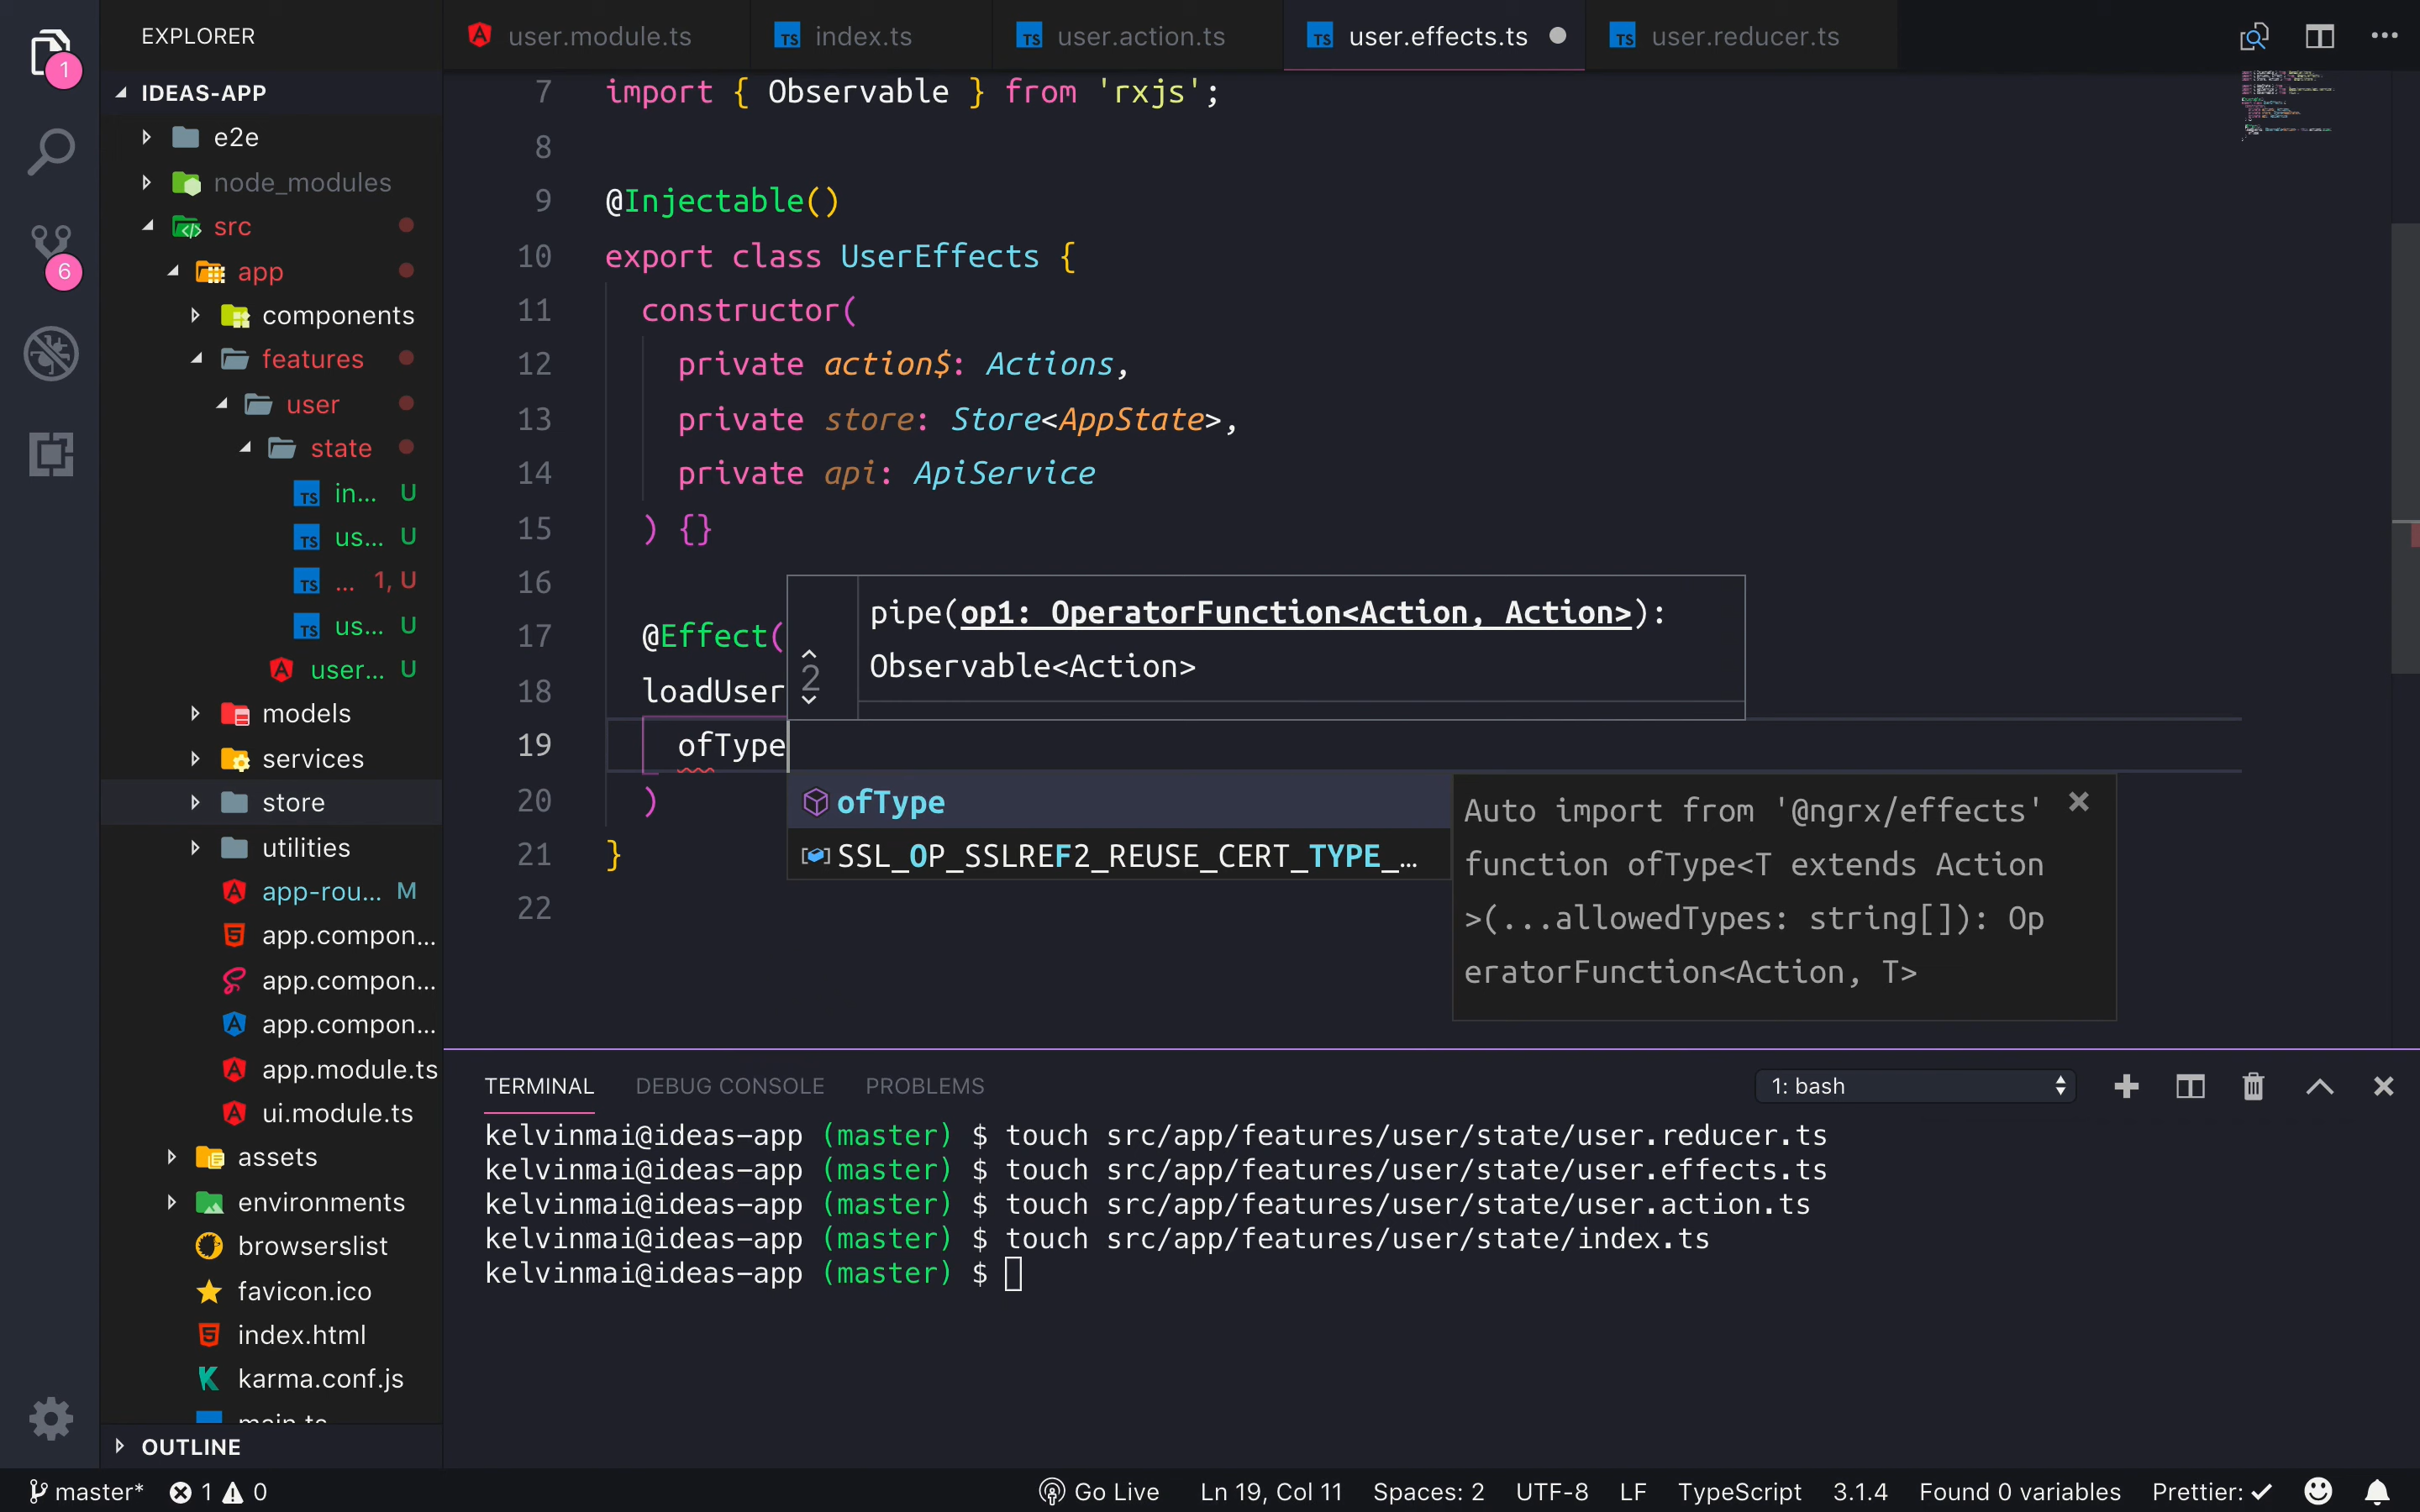 1
6
EXPLORER
IDEAS-APP
e2e
node_modules
src
app
components
features
user
state
in... U
us... U
... 1, U
us... U
user... U
models
services
store
utilities
app-rou... M
app.compon...
app.compon...
app.compon...
app.module.ts
ui.module.ts
assets
environments
browserslist
favicon.ico
index.html
karma.conf.js
main.ts
OUTLINE
user.module.ts
index.ts
user.action.ts
user.effects.ts
user.reducer.ts
7 import { Observable } from 'rxjs';
8
9 @Injectable()
10 export class UserEffects {
11 constructor(
12 private action$: Actions,
13 private store: Store<AppState>,
14 private api: ApiService
15 ) {}
16
17 @Effect(
18 loadUser
19 ofType
20 )
21 }
22
2
pipe(op1: OperatorFunction<Action, Action>):
Observable<Action>
ofType
SSL_OP_SSLREF2_REUSE_CERT_TYPE_...
Auto import from '@ngrx/effects'
function ofType<T extends Action
>(...allowedTypes: string[]): Op
eratorFunction<Action, T>
TERMINAL
DEBUG CONSOLE
PROBLEMS
1: bash
kelvinmai@ideas-app (master) $ touch src/app/features/user/state/user.reducer.ts
kelvinmai@ideas-app (master) $ touch src/app/features/user/state/user.effects.ts
kelvinmai@ideas-app (master) $ touch src/app/features/user/state/user.action.ts
kelvinmai@ideas-app (master) $ touch src/app/features/user/state/index.ts
kelvinmai@ideas-app (master) $
master* 1 0 Go Live Ln 19, Col 11 Spaces: 2 UTF-8 LF TypeScript 3.1.4 Found 0 variables Prettier: ✓